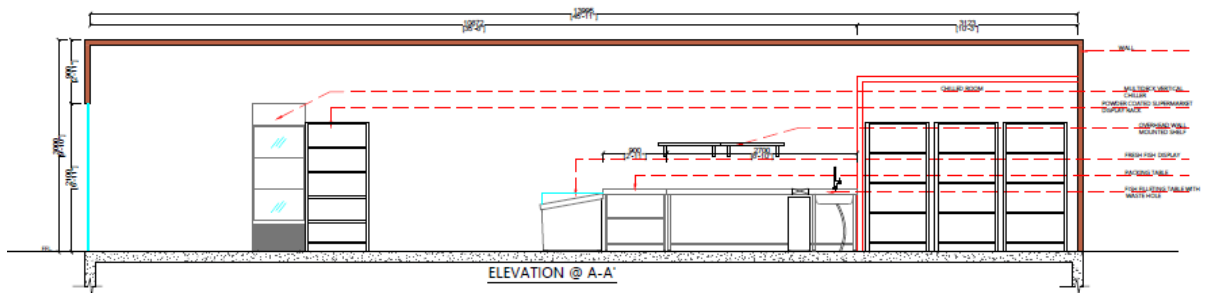 13995
[45'-11"]
10872
[35'-8"]
3123
[10'-3"]
900
[2'-11"]
WALL
CHILLED ROOM
MULTIDECK VERTICAL
CHILLER
POWDER COATED SUPERMARKET
DISPLAY RACK
OVERHEAD WALL
MOUNTED SHELF
3000
[9'-10"]
900
[2'-11"]
2700
[8'-10"]
FRESH FISH DISPLAY
2100
[6'-11"]
PACKING TABLE
FISH FILLETING TABLE WITH
WASTE HOLE
FFL
ELEVATION @ A-A'